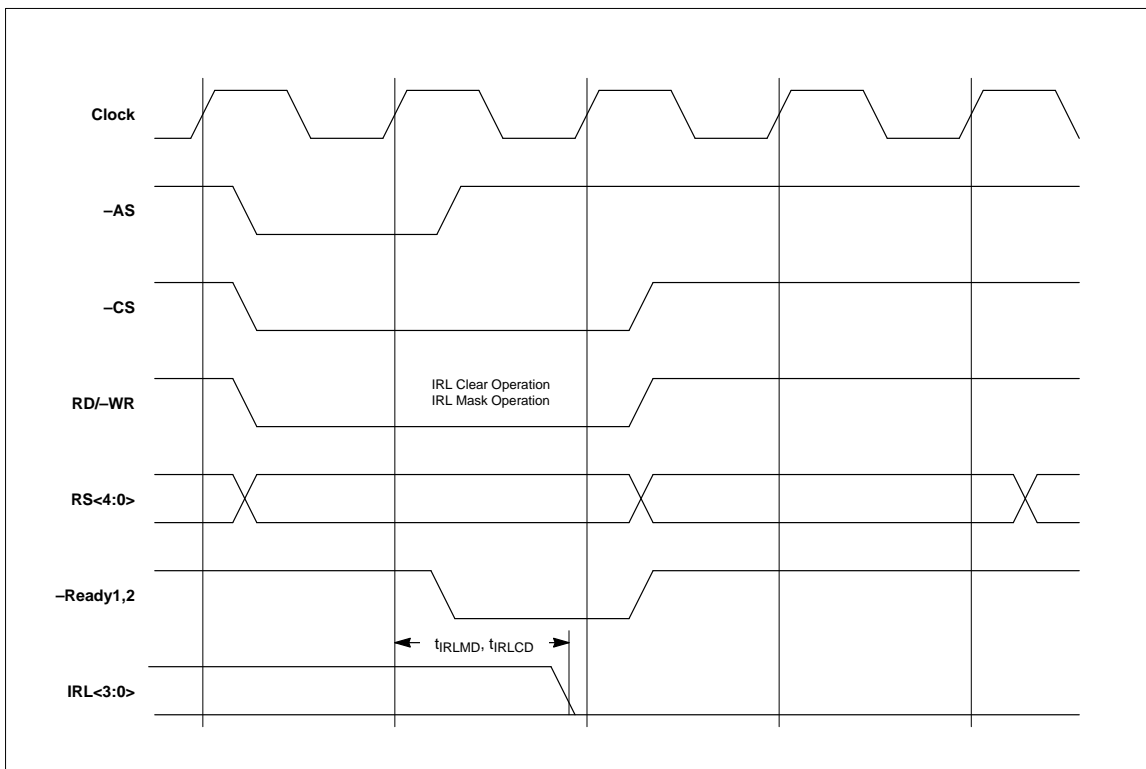 Clock
–AS
–CS
RD/–WR
IRL Clear Operation
IRL Mask Operation
RS<4:0>
–Ready1,2
tIRLMD, tIRLCD
IRL<3:0>